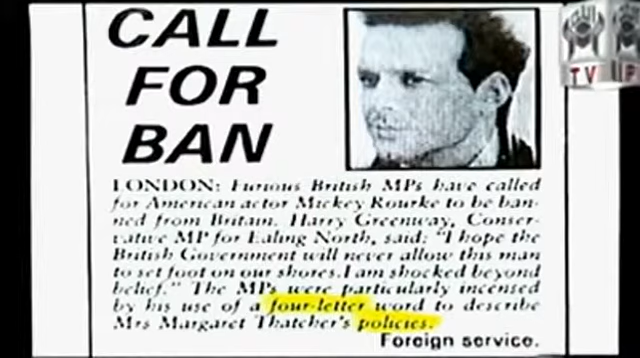 CALL
FOR
BAN
TV IF
LONDON: Furious British MPs have called
for American actor Mickey Rourke to be ban-
ned from Britain. Harry Greenway, Conser-
vative MP for Ealing North, said: "I hope the
British Government will never allow this man
to set foot on our shores. I am shocked beyond
belief." The MPs were particularly incensed
by his use of a four-letter word to describe
Mrs Margaret Thatcher's policies.
Foreign service.